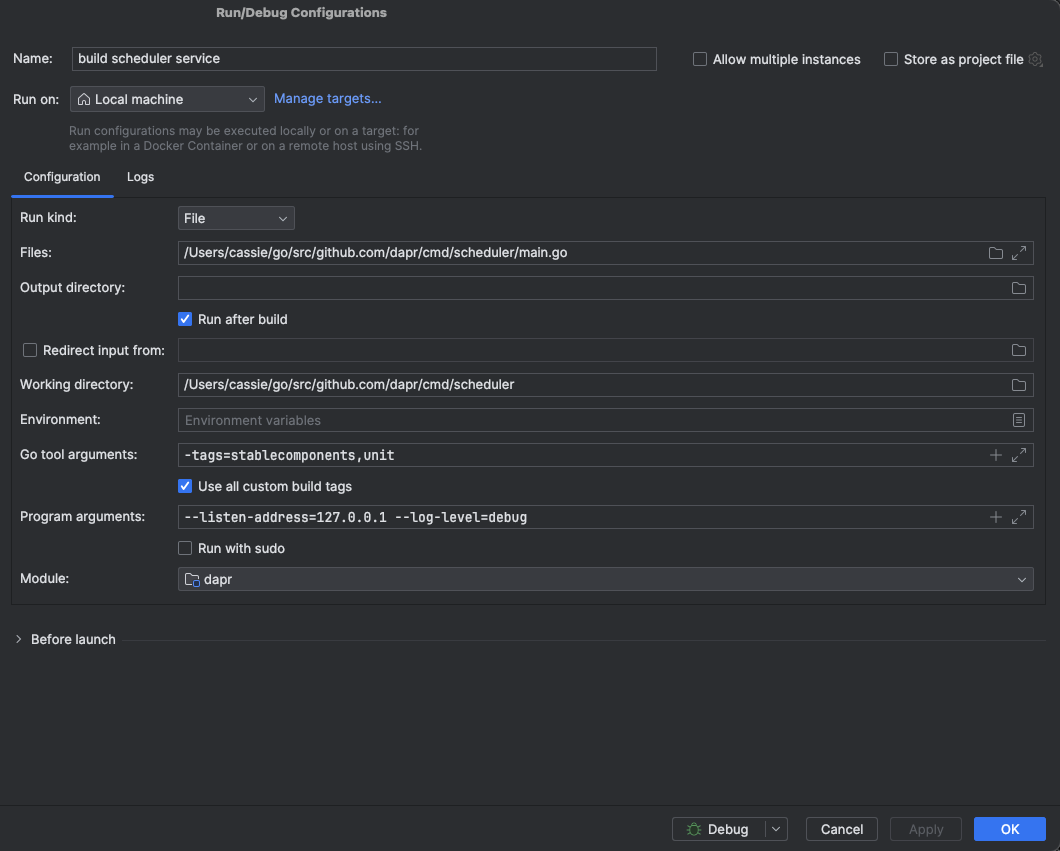 Run/Debug Configurations
Name: build scheduler service Allow multiple instances Store as project file
Run on: Local machine Manage targets...
Run configurations may be executed locally or on a target: for
example in a Docker Container or on a remote host using SSH.
Configuration Logs
Run kind: File
Files: /Users/cassie/go/src/github.com/dapr/cmd/scheduler/main.go
Output directory:
Run after build
Redirect input from:
Working directory: /Users/cassie/go/src/github.com/dapr/cmd/scheduler
Environment: Environment variables
Go tool arguments: -tags=stablecomponents,unit
Use all custom build tags
Program arguments: --listen-address=127.0.0.1 --log-level=debug
Run with sudo
Module: dapr
Before launch
Debug Cancel Apply OK